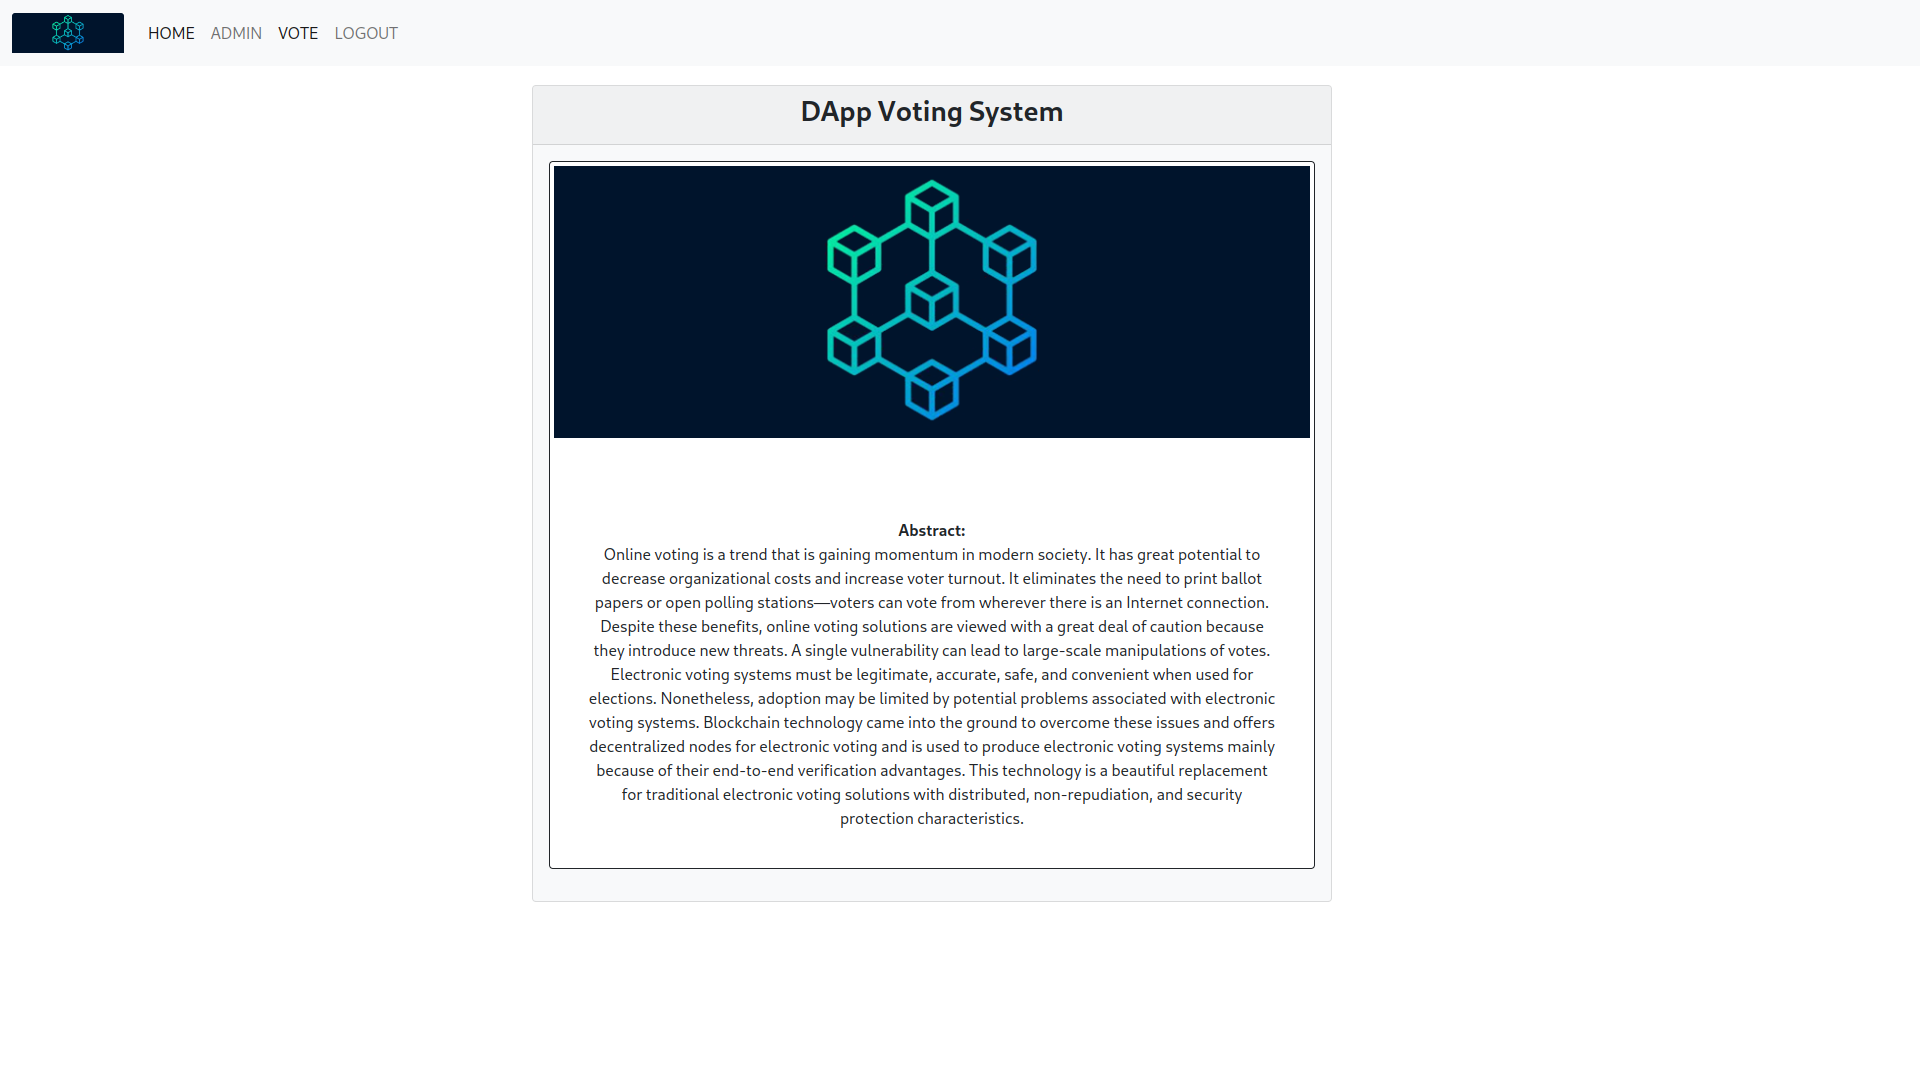 HOME ADMIN VOTE LOGOUT
DApp Voting System
Abstract:
Online voting is a trend that is gaining momentum in modern society. It has great potential to
decrease organizational costs and increase voter turnout. It eliminates the need to print ballot
papers or open polling stations—voters can vote from wherever there is an Internet connection.
Despite these benefits, online voting solutions are viewed with a great deal of caution because
they introduce new threats. A single vulnerability can lead to large-scale manipulations of votes.
Electronic voting systems must be legitimate, accurate, safe, and convenient when used for
elections. Nonetheless, adoption may be limited by potential problems associated with electronic
voting systems. Blockchain technology came into the ground to overcome these issues and offers
decentralized nodes for electronic voting and is used to produce electronic voting systems mainly
because of their end-to-end verification advantages. This technology is a beautiful replacement
for traditional electronic voting solutions with distributed, non-repudiation, and security
protection characteristics.